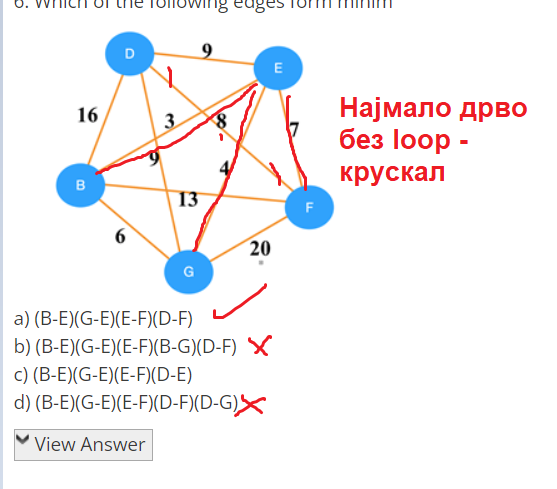 6. Which of the following edges form minim
D
9
E
16
3
8
7
Најмало дрво
без loop -
крускал
9
4
B
13
F
6
20
G
a) (B-E)(G-E)(E-F)(D-F)
b) (B-E)(G-E)(E-F)(B-G)(D-F)
c) (B-E)(G-E)(E-F)(D-E)
d) (B-E)(G-E)(E-F)(D-F)(D-G)
View Answer